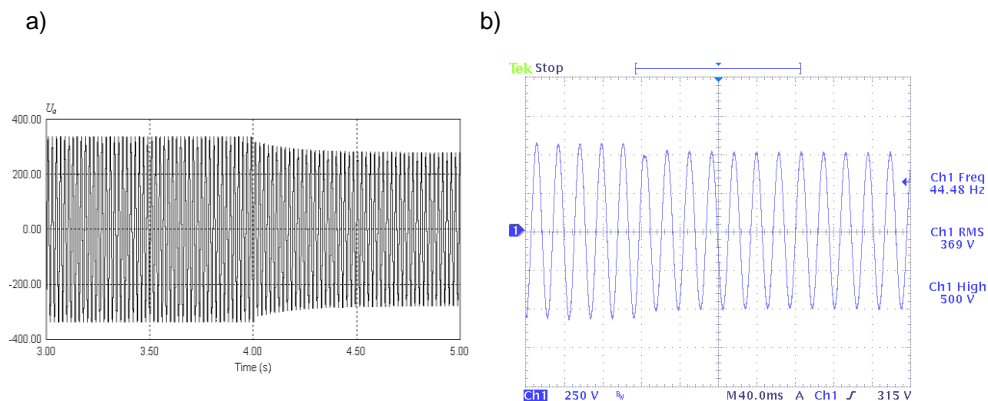 a)
b)
Tek Stop
Ua
400.00
200.00
0.00
-200.00
-400.00
3.00 3.50 4.00 4.50 5.00
Time (s)
1
Ch1 Freq
44.48 Hz
Ch1 RMS
369 V
Ch1 High
500 V
Ch1 250 V BW M40.0ms A Ch1 315 V